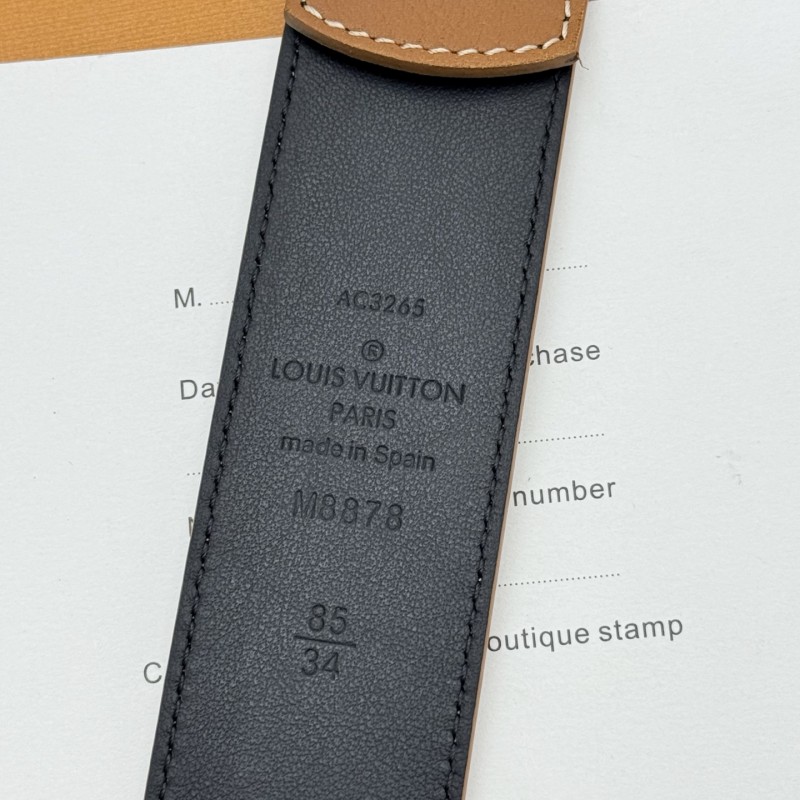 AC3265
®
LOUIS VUITTON
PARIS
made in Spain
M8878
85
34
M. ............
Da
chase
number
outique stamp
C